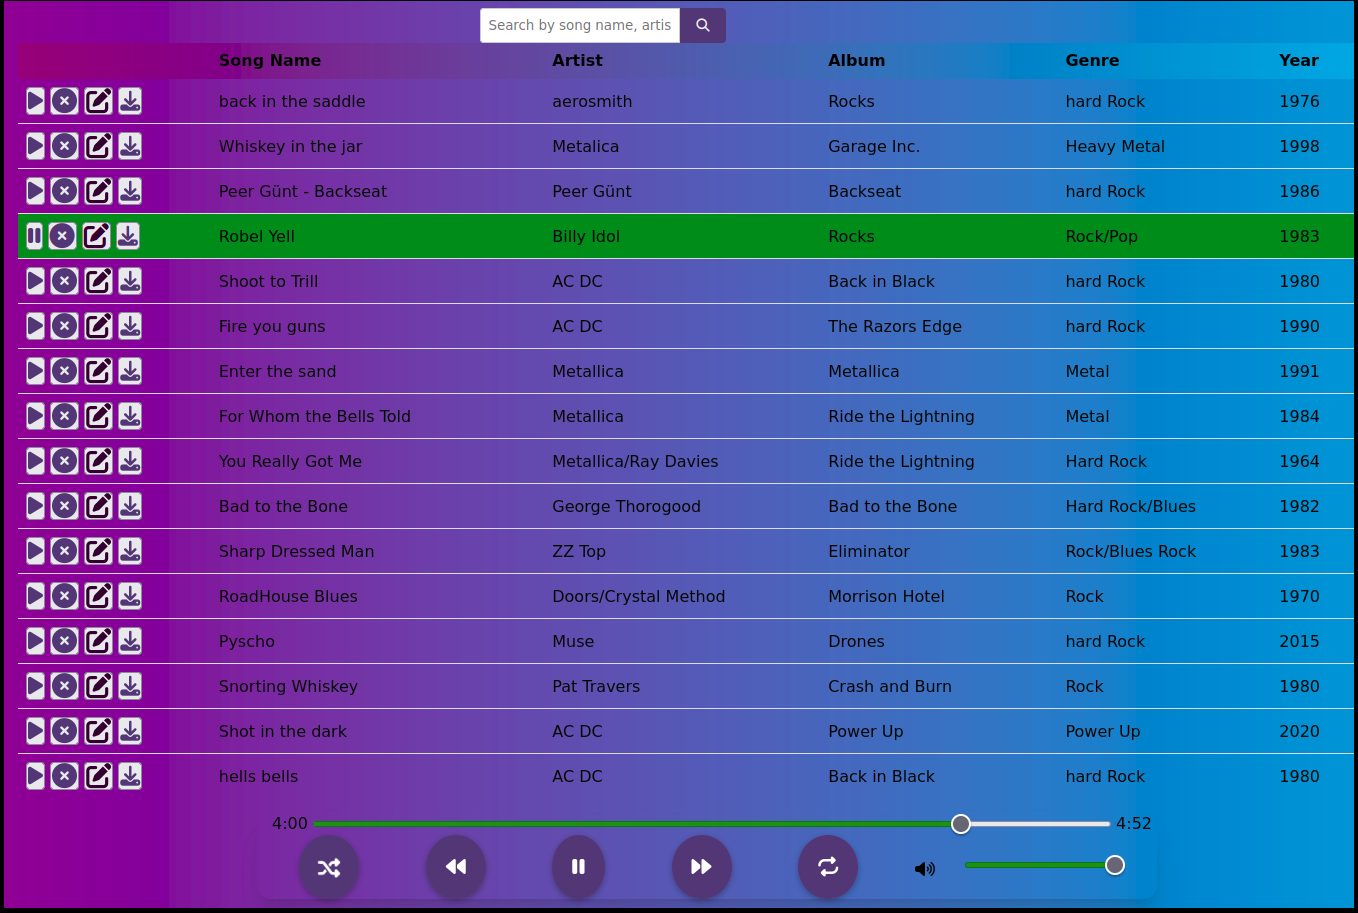 Search by song name, artis
Song Name Artist Album Genre Year
back in the saddle aerosmith Rocks hard Rock 1976
Whiskey in the jar Metalica Garage Inc. Heavy Metal 1998
Peer Günt - Backseat Peer Günt Backseat hard Rock 1986
Robel Yell Billy Idol Rocks Rock/Pop 1983
Shoot to Trill AC DC Back in Black hard Rock 1980
Fire you guns AC DC The Razors Edge hard Rock 1990
Enter the sand Metallica Metallica Metal 1991
For Whom the Bells Told Metallica Ride the Lightning Metal 1984
You Really Got Me Metallica/Ray Davies Ride the Lightning Hard Rock 1964
Bad to the Bone George Thorogood Bad to the Bone Hard Rock/Blues 1982
Sharp Dressed Man ZZ Top Eliminator Rock/Blues Rock 1983
RoadHouse Blues Doors/Crystal Method Morrison Hotel Rock 1970
Pyscho Muse Drones hard Rock 2015
Snorting Whiskey Pat Travers Crash and Burn Rock 1980
Shot in the dark AC DC Power Up Power Up 2020
hells bells AC DC Back in Black hard Rock 1980
4:00 4:52